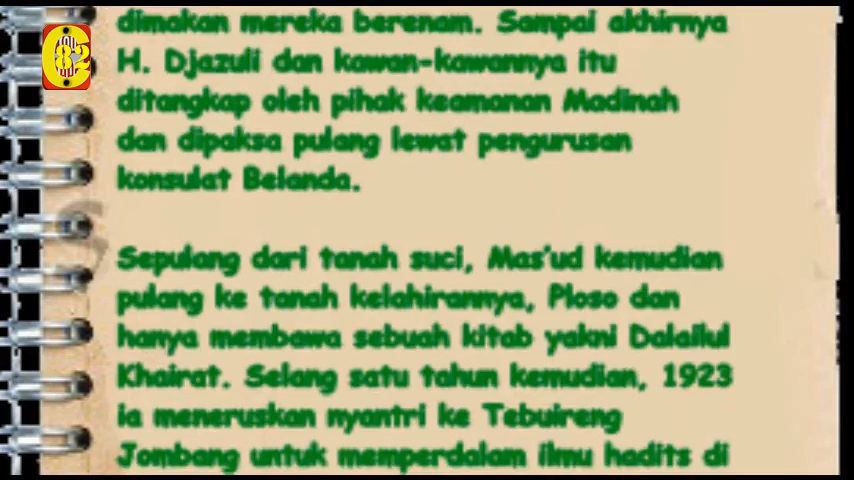 dimakan mereka berenam. Sampai akhirnya
H. Djazuli dan kawan-kawannya itu
ditangkap oleh pihak keamanan Madinah
dan dipaksa pulang lewat pengurusan
konsulat Belanda.
Sepulang dari tanah suci, Mas'ud kemudian
pulang ke tanah kelahirannya, Ploso dan
hanya membawa sebuah kitab yakni Dalailul
Khairat. Selang satu tahun kemudian, 1923
ia meneruskan nyantri ke Tebuireng
Jombang untuk memperdalam ilmu hadits di